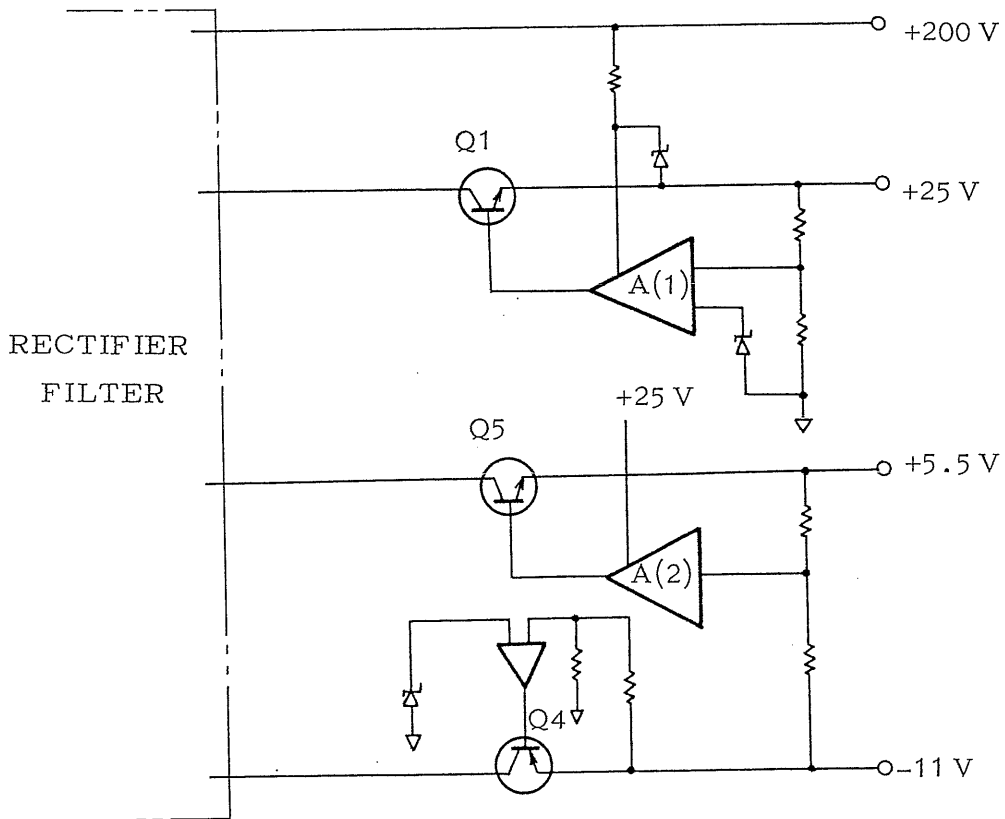 +200 V
Q1
+25 V
A(1)
RECTIFIER
FILTER
+25 V
Q5
+5.5 V
A(2)
Q4
-11 V